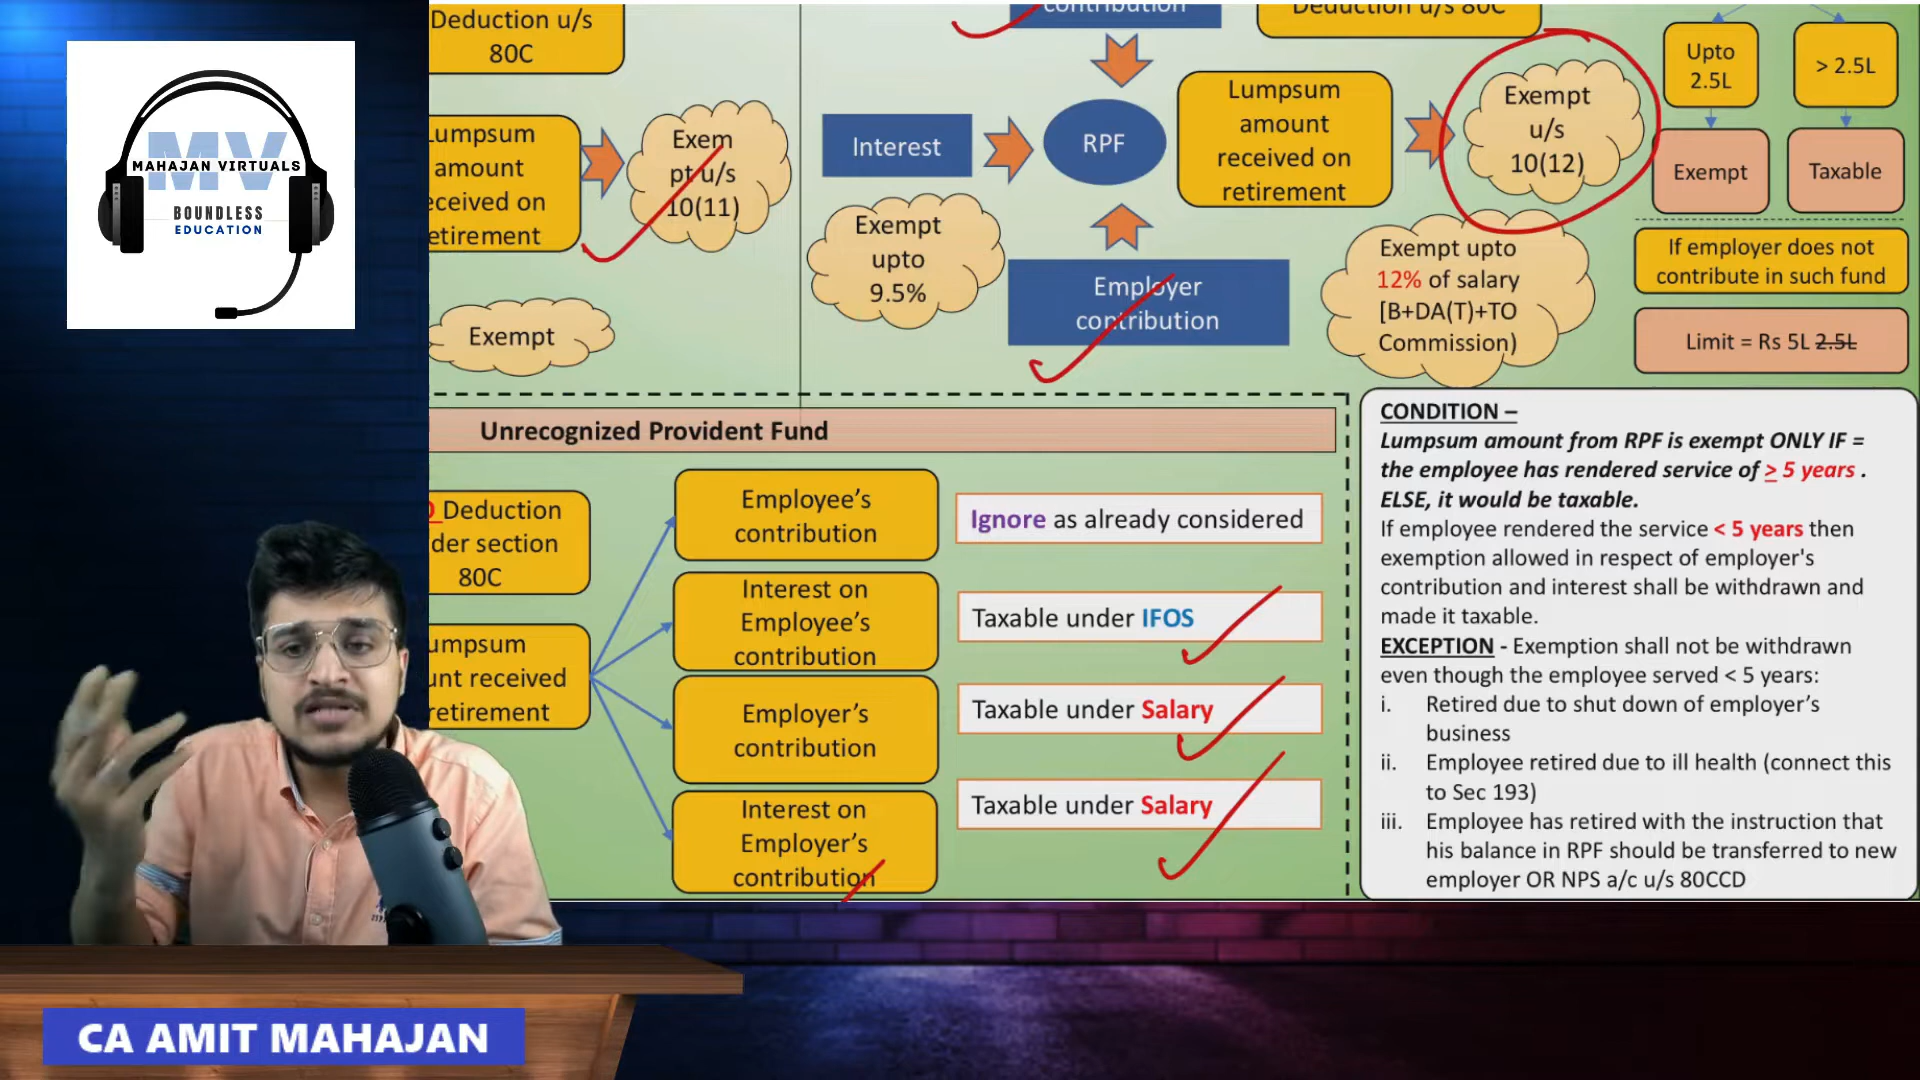 MV
MAHAJAN VIRTUALS
BOUNDLESS
EDUCATION
Deduction u/s
80C
Lumpsum
amount
received on
retirement
Exem
pt u/s
10(11)
Exempt
contribution
Deduction u/s 80C
Interest
RPF
Lumpsum
amount
received on
retirement
Exempt
u/s
10(12)
Exempt
upto
9.5%
Employer
contribution
Exempt upto
12% of salary
[B+DA(T)+TO
Commission)
Upto
2.5L
> 2.5L
Exempt
Taxable
If employer does not
contribute in such fund
Limit = Rs 5L 2.5L
Unrecognized Provident Fund
Deduction
der section
80C
umpsum
unt received
retirement
Employee’s
contribution
Ignore as already considered
Interest on
Employee’s
contribution
Taxable under IFOS
Employer’s
contribution
Taxable under Salary
Interest on
Employer’s
contribution
Taxable under Salary
CONDITION –
Lumpsum amount from RPF is exempt ONLY IF =
the employee has rendered service of ≥ 5 years .
ELSE, it would be taxable.
If employee rendered the service < 5 years then
exemption allowed in respect of employer's
contribution and interest shall be withdrawn and
made it taxable.
EXCEPTION - Exemption shall not be withdrawn
even though the employee served < 5 years:
i. Retired due to shut down of employer’s
business
ii. Employee retired due to ill health (connect this
to Sec 193)
iii. Employee has retired with the instruction that
his balance in RPF should be transferred to new
employer OR NPS a/c u/s 80CCD
CA AMIT MAHAJAN